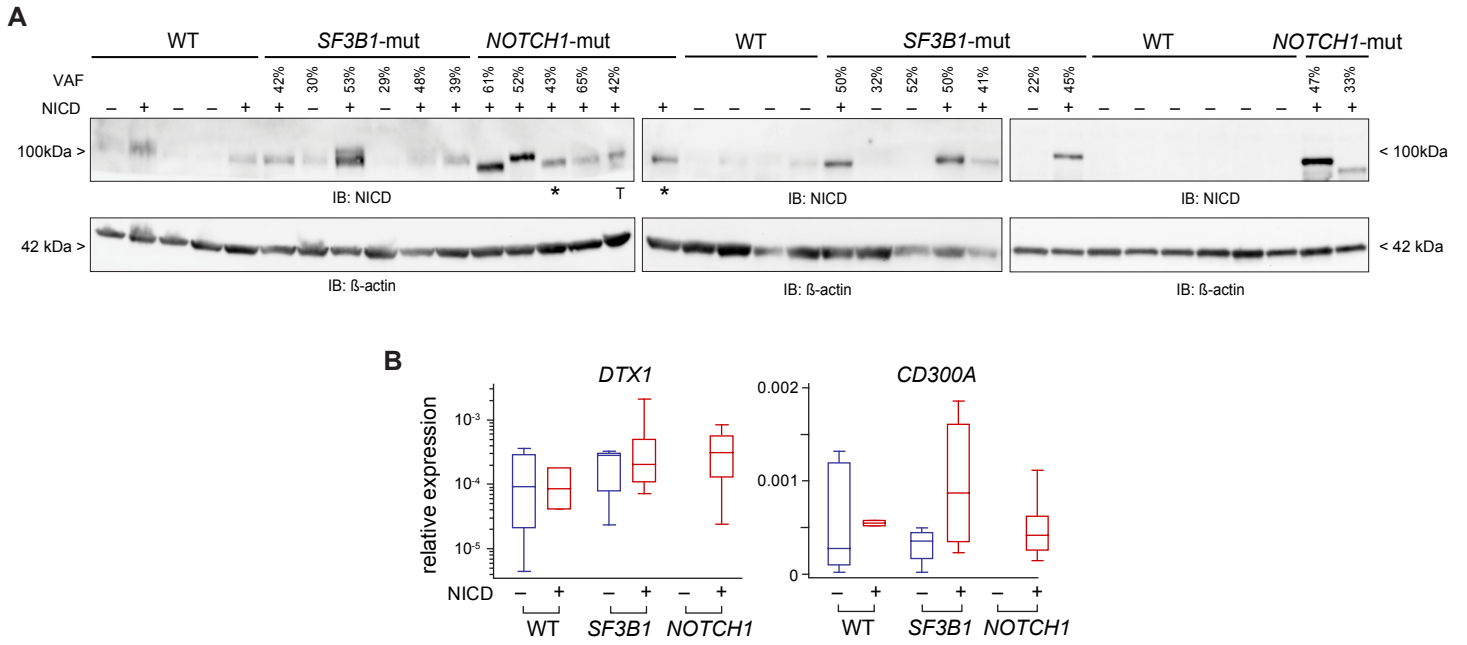 A
WT SF3B1-mut NOTCH1-mut WT SF3B1-mut WT NOTCH1-mut
VAF 42% 30% 53% 29% 48% 39% 61% 52% 43% 65% 42% 50% 32% 52% 50% 41% 22% 45% 47% 33%
NICD – + – – + + – + – + + + + + + + + – – – – + – – + + – + – – – – – – + +
100kDa > < 100kDa
IB: NICD * T * IB: NICD IB: NICD
42 kDa > < 42 kDa
IB: ß-actin IB: ß-actin IB: ß-actin
B
DTX1 CD300A
relative expression
10-3
10-4
10-5
0.002
0.001
0
NICD – + – + – + – + – + – +
WT SF3B1 NOTCH1 WT SF3B1 NOTCH1